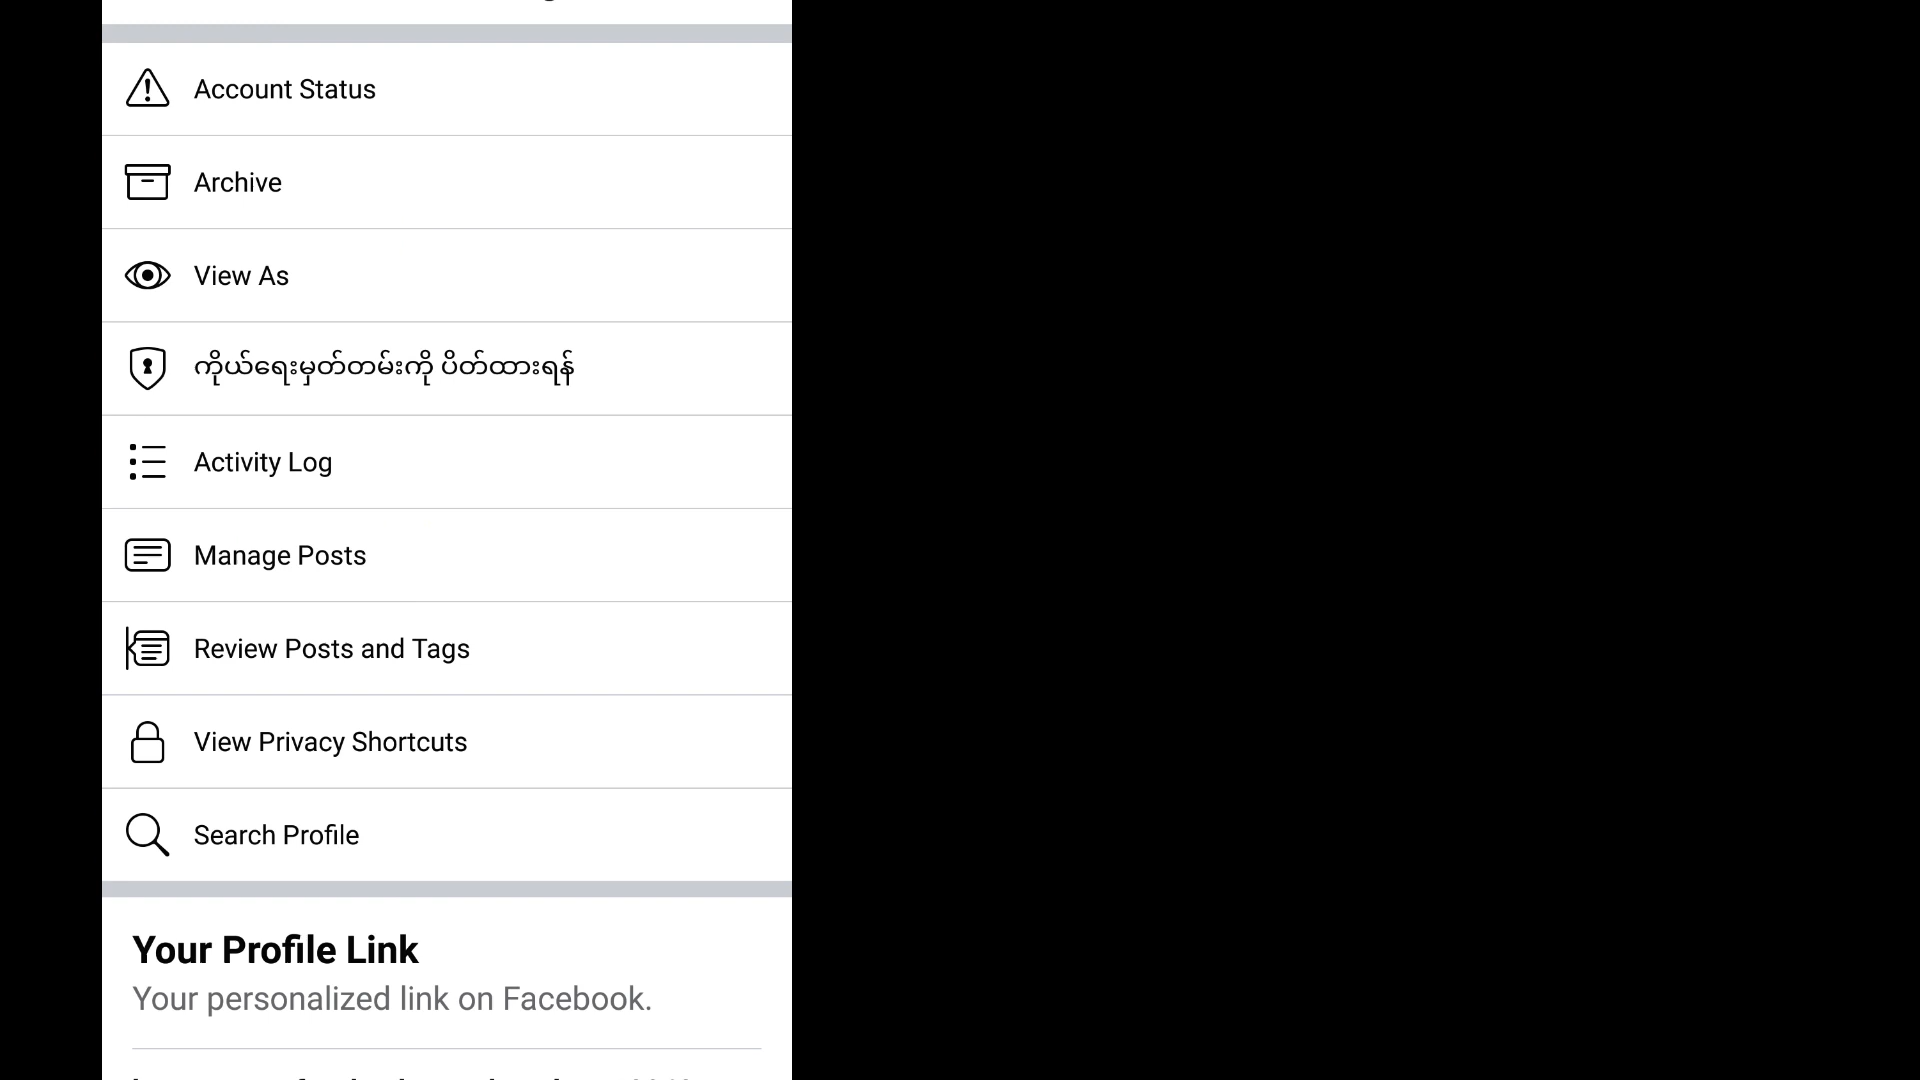 Account Status
Archive
View As
ကိုယ်ရေးမှတ်တမ်းကို ပိတ်ထားရန်
Activity Log
Manage Posts
Review Posts and Tags
View Privacy Shortcuts
Search Profile
Your Profile Link
Your personalized link on Facebook.